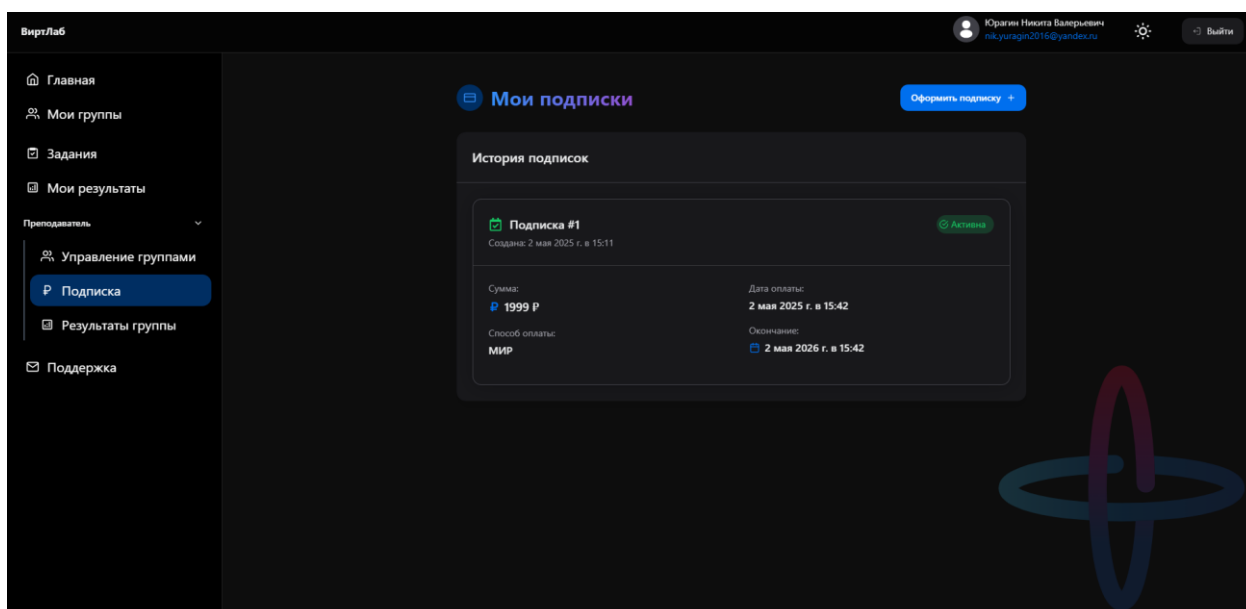 ВиртЛаб
Юрагин Никита Валерьевич
nik.yuragin2016@yandex.ru
Выйти
Главная
Мои группы
Задания
Мои результаты
Преподаватель
Управление группами
₽ Подписка
Результаты группы
Поддержка
Мои подписки
Оформить подписку +
История подписок
Подписка #1
Активна
Создана: 2 мая 2025 г. в 15:11
Сумма:
₽ 1999 ₽
Способ оплаты:
МИР
Дата оплаты:
2 мая 2025 г. в 15:42
Окончание:
2 мая 2026 г. в 15:42